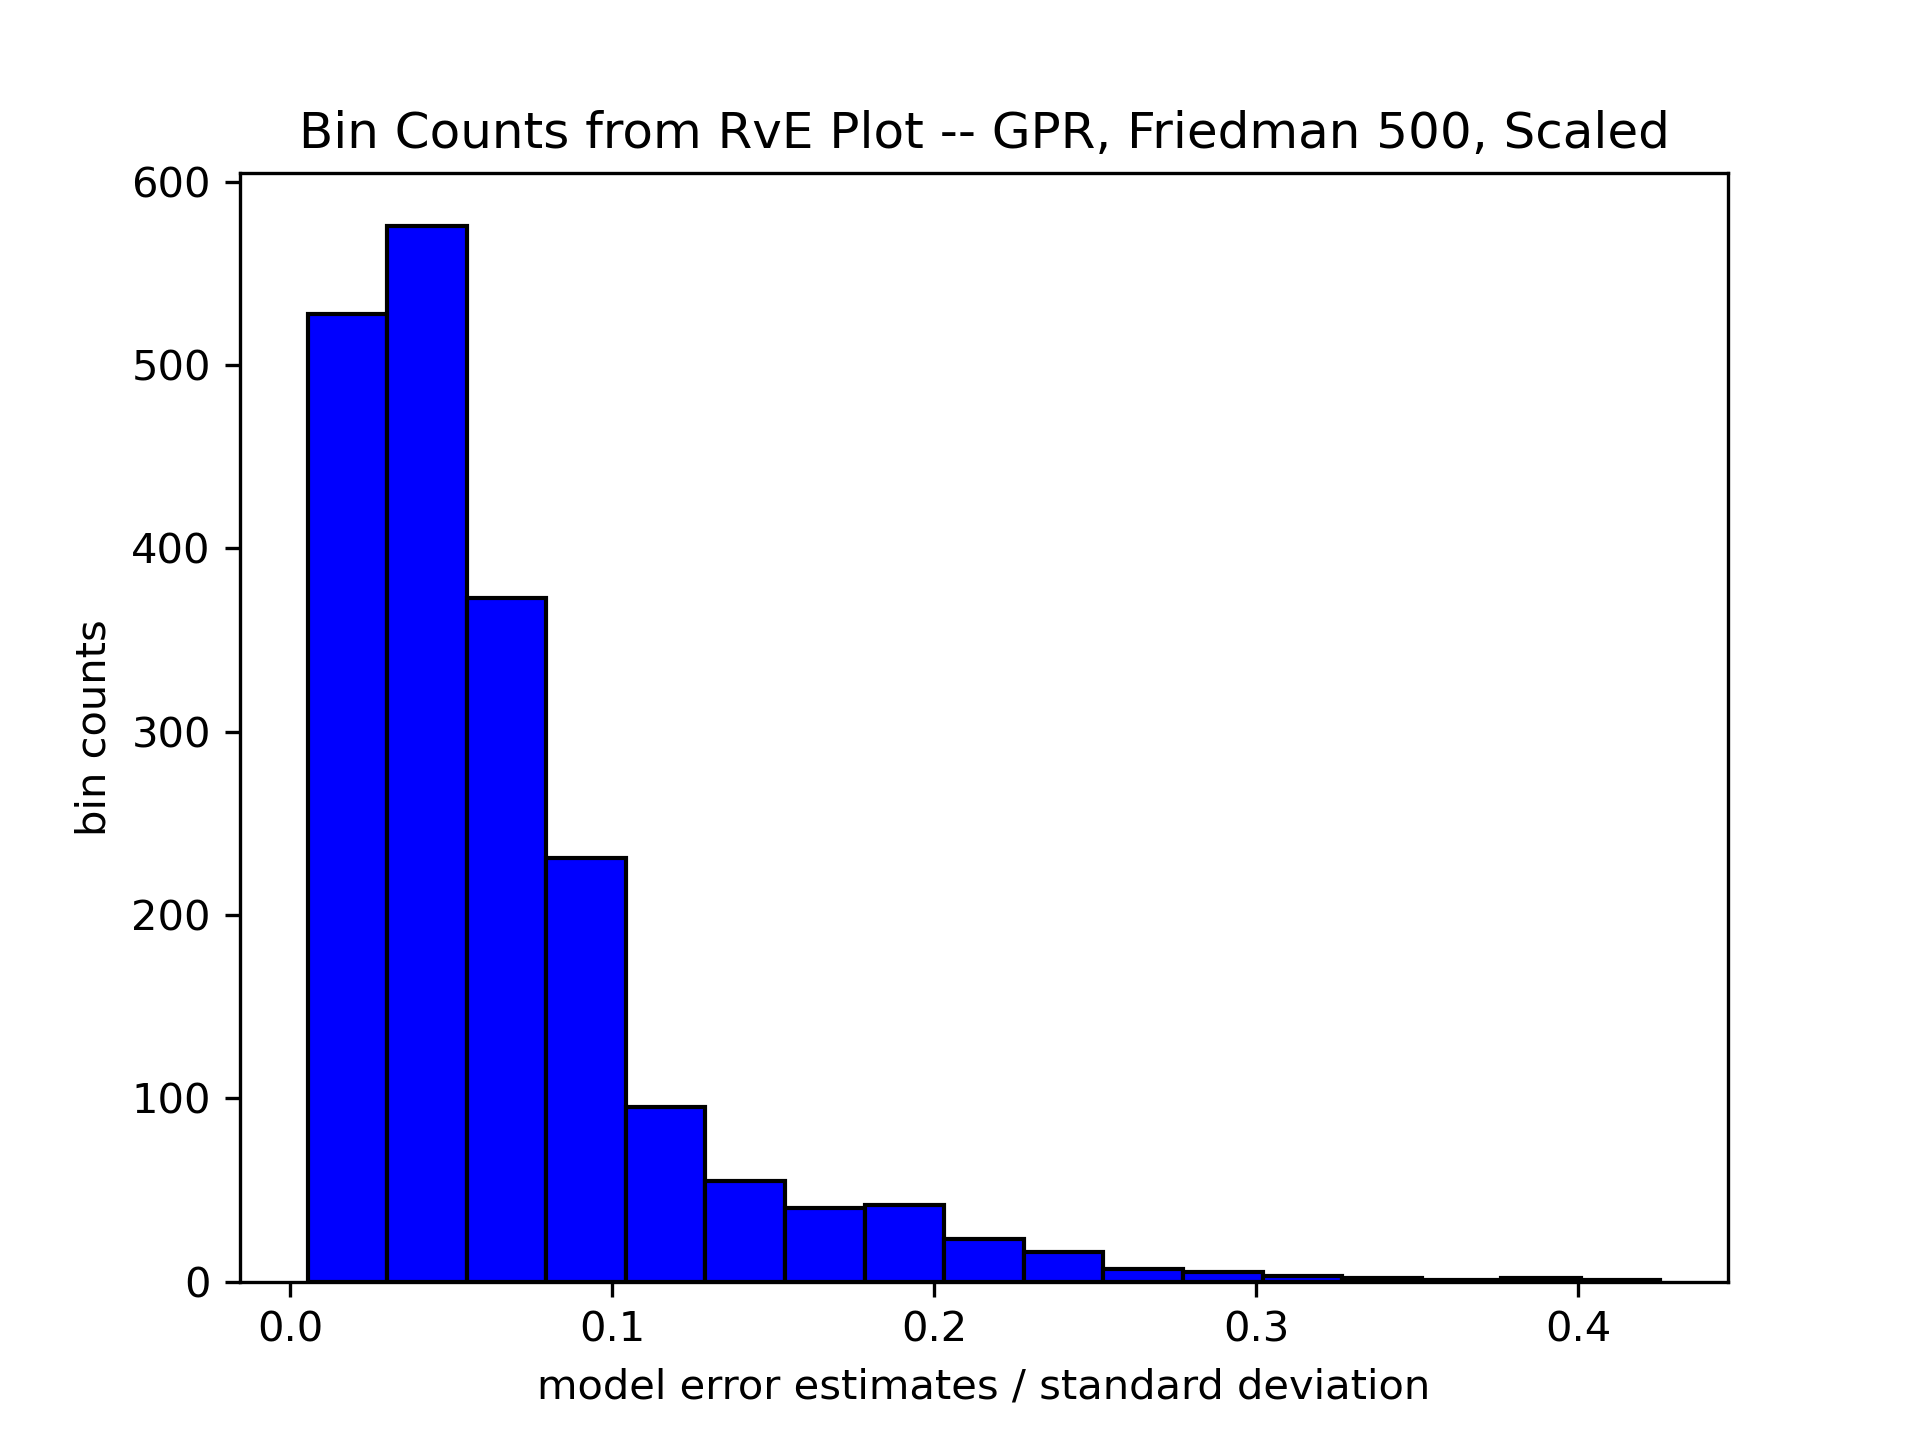 Bin Counts from RvE Plot -- GPR, Friedman 500, Scaled
600
500
400
300
200
100
0
bin counts
0.0 0.1 0.2 0.3 0.4
model error estimates / standard deviation